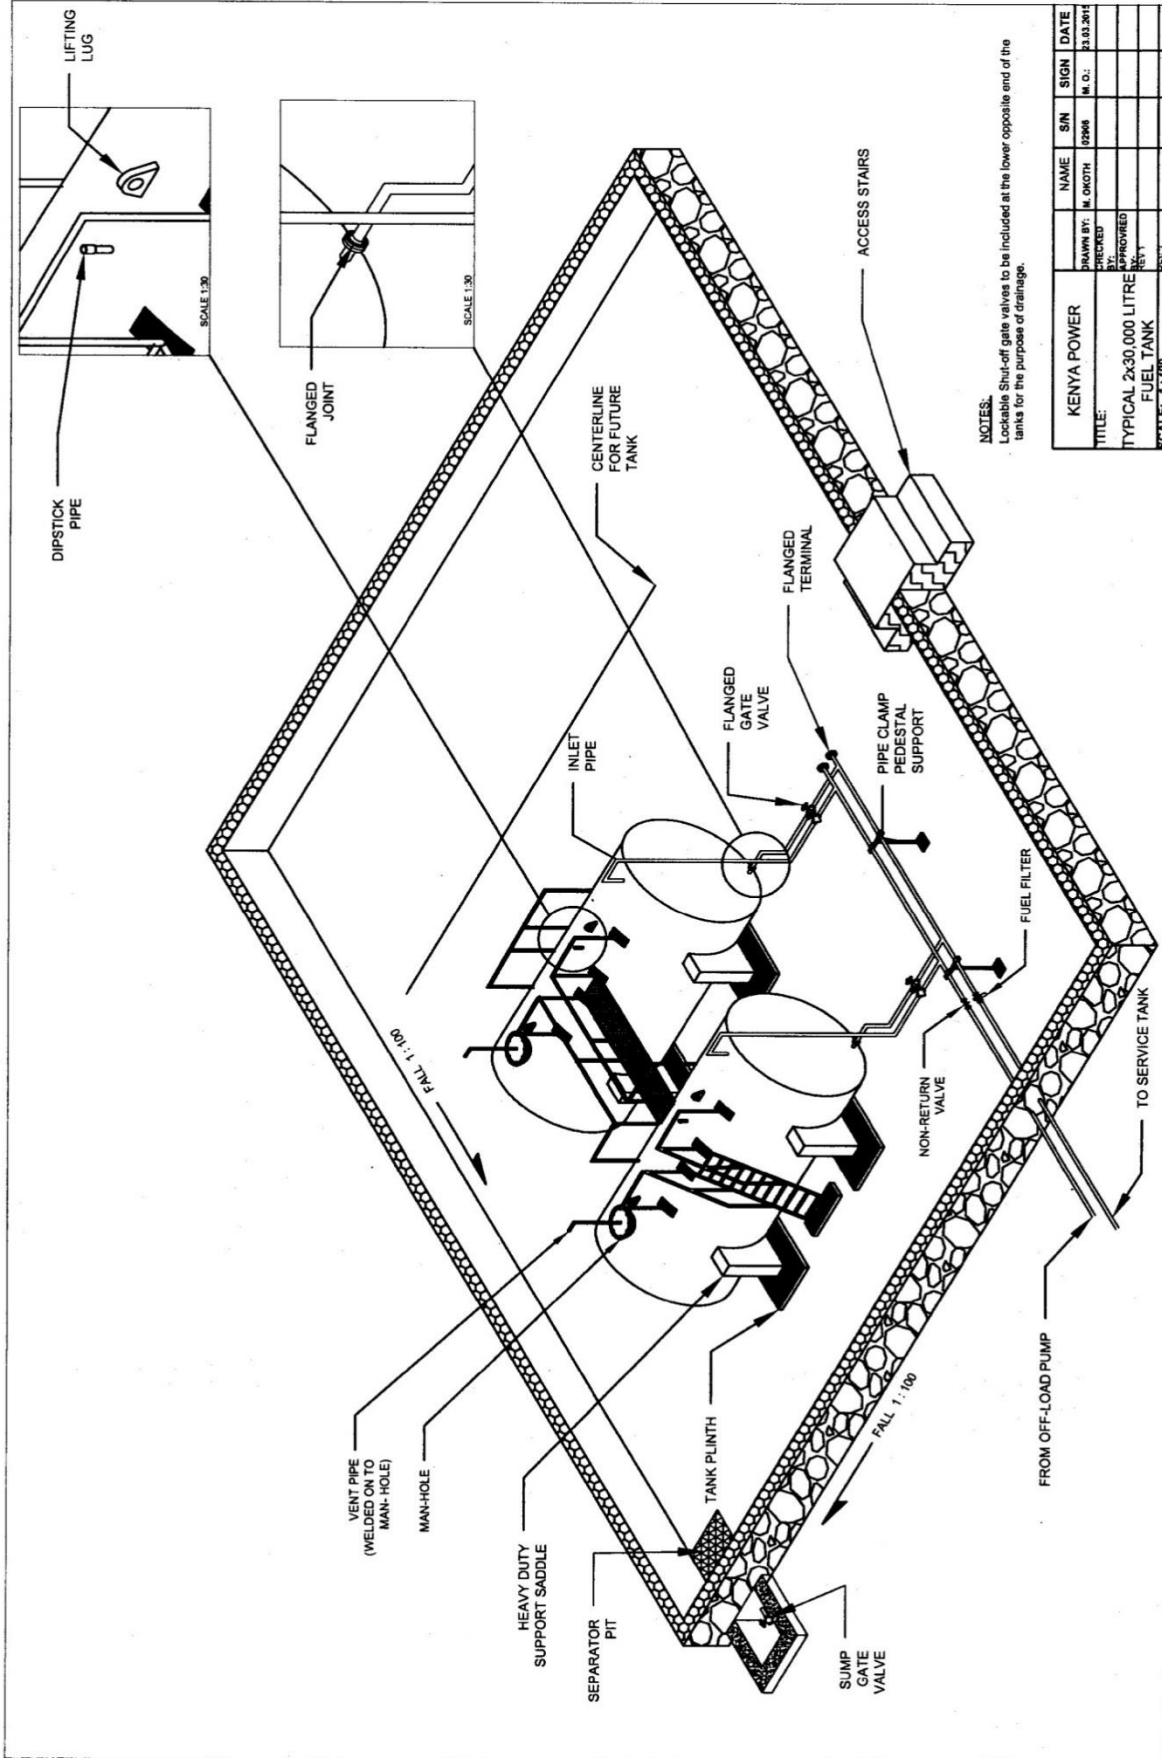 LIFTING
LUG
DIPSTICK
PIPE
SCALE 1:30
FLANGED
JOINT
SCALE 1:30
CENTERLINE
FOR FUTURE
TANK
INLET
PIPE
FLANGED
GATE
VALVE
FLANGED
TERMINAL
ACCESS STAIRS
PIPE CLAMP
PEDESTAL
SUPPORT
FUEL FILTER
NON-RETURN
VALVE
TO SERVICE TANK
FROM OFF-LOAD PUMP
FALL 1 : 100
FALL 1 : 100
VENT PIPE
(WELDED ON TO
MAN- HOLE)
MAN-HOLE
HEAVY DUTY
SUPPORT SADDLE
TANK PLINTH
SEPARATOR
PIT
SUMP
GATE
VALVE
NOTES:
Lockable Shut-off gate valves to be included at the lower opposite end of the
tanks for the purpose of drainage.
KENYA POWER
TITLE:
TYPICAL 2x30,000 LITRE
FUEL TANK
NAME S/N SIGN DATE
DRAWN BY: M. OKOTH 02906 M. O.: 23.03.2015
CHECKED
BY:
APPROVRED
BY:
REV 1